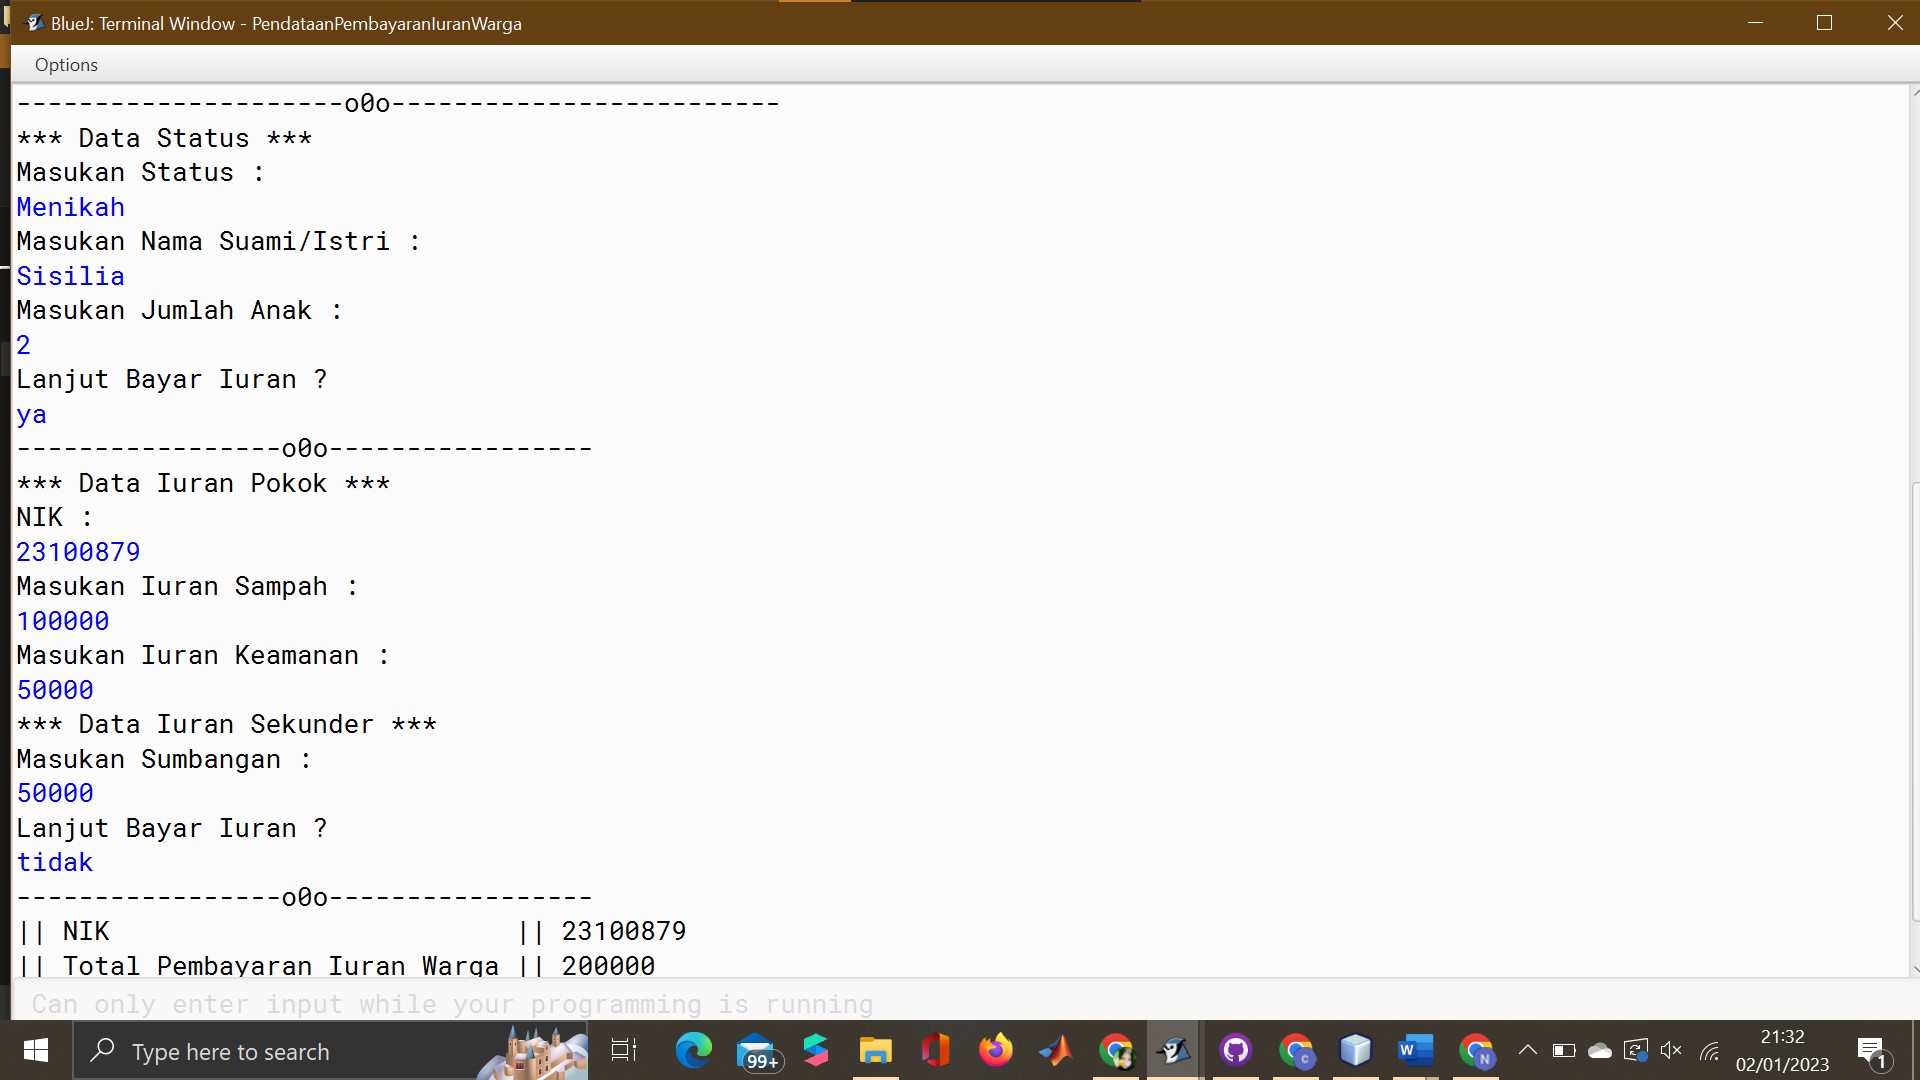 BlueJ: Terminal Window - PendataanPembayaranIuranWarga
Options
---------------------o0o-------------------------
*** Data Status ***
Masukan Status :
Menikah
Masukan Nama Suami/Istri :
Sisilia
Masukan Jumlah Anak :
2
Lanjut Bayar Iuran ?
ya
-----------------o0o-----------------
*** Data Iuran Pokok ***
NIK :
23100879
Masukan Iuran Sampah :
100000
Masukan Iuran Keamanan :
50000
*** Data Iuran Sekunder ***
Masukan Sumbangan :
50000
Lanjut Bayar Iuran ?
tidak
-----------------o0o-----------------
|| NIK                          || 23100879
|| Total Pembayaran Iuran Warga || 200000
Can only enter input while your programming is running
Type here to search
99+
W
C
N
21:32
02/01/2023
1